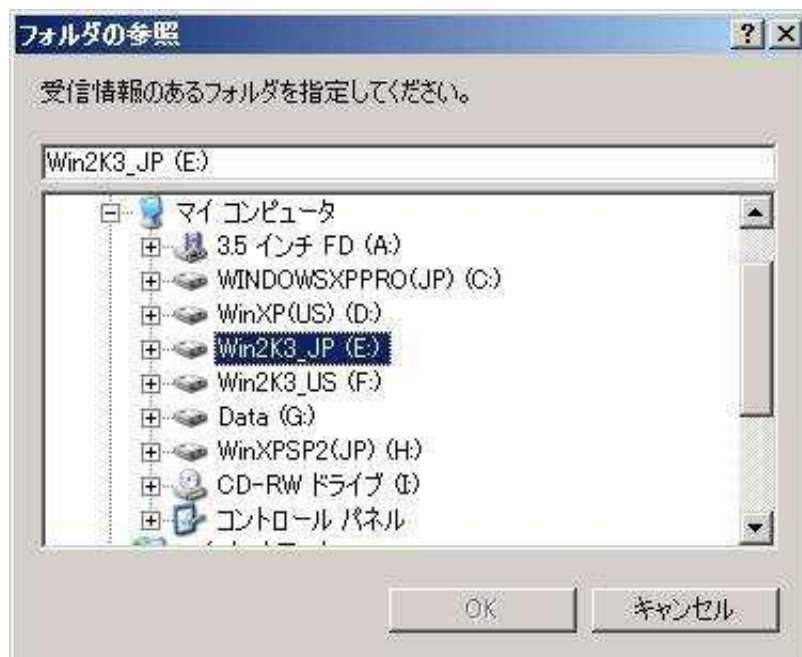 フォルダの参照
受信情報のあるフォルダを指定してください。
Win2K3_JP (E:)
マイ コンピュータ
3.5 インチ FD (A:)
WINDOWSXPPRO(JP) (C:)
WinXP(US) (D:)
Win2K3_JP (E:)
Win2K3_US (F:)
Data (G:)
WinXPSP2(JP) (H:)
CD-RW ドライブ (I:)
コントロール パネル
OK キャンセル